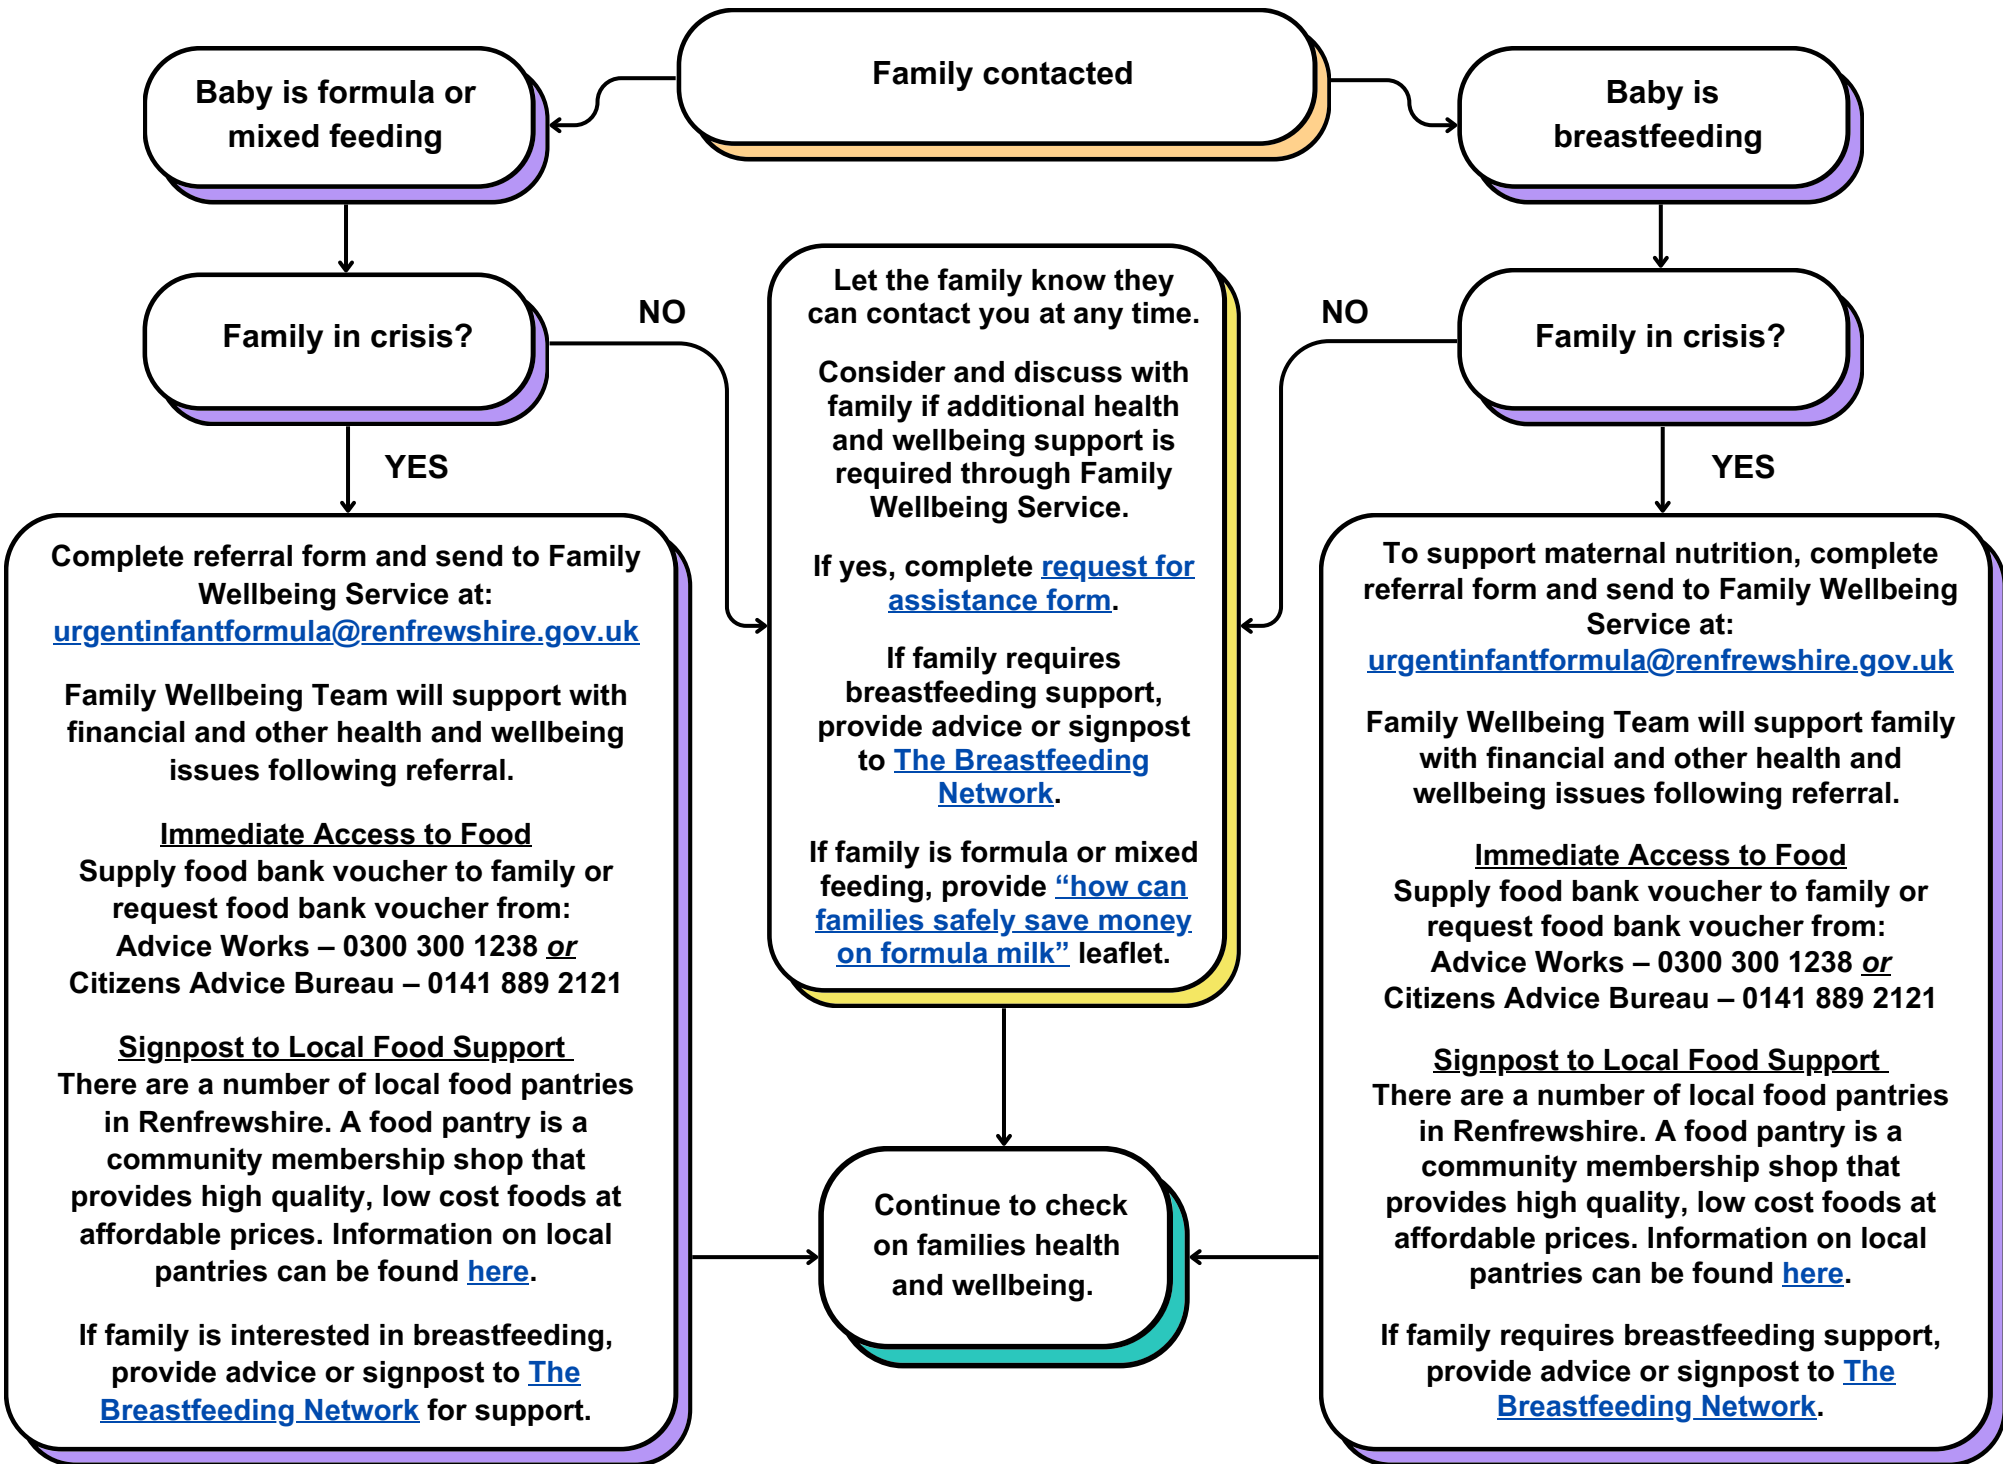 Family contacted
Baby is formula or
mixed feeding
Baby is
breastfeeding
Family in crisis?
NO
YES
Let the family know they
can contact you at any time.
Consider and discuss with
family if additional health
and wellbeing support is
required through Family
Wellbeing Service.
If yes, complete request for
assistance form.
If family requires
breastfeeding support,
provide advice or signpost
to The Breastfeeding
Network.
If family is formula or mixed
feeding, provide “how can
families safely save money
on formula milk” leaflet.
NO
Family in crisis?
YES
Complete referral form and send to Family
Wellbeing Service at:
urgentinfantformula@renfrewshire.gov.uk
Family Wellbeing Team will support with
financial and other health and wellbeing
issues following referral.
Immediate Access to Food
Supply food bank voucher to family or
request food bank voucher from:
Advice Works – 0300 300 1238 or
Citizens Advice Bureau – 0141 889 2121
Signpost to Local Food Support
There are a number of local food pantries
in Renfrewshire. A food pantry is a
community membership shop that
provides high quality, low cost foods at
affordable prices. Information on local
pantries can be found here.
If family is interested in breastfeeding,
provide advice or signpost to The
Breastfeeding Network for support.
To support maternal nutrition, complete
referral form and send to Family Wellbeing
Service at:
urgentinfantformula@renfrewshire.gov.uk
Family Wellbeing Team will support family
with financial and other health and
wellbeing issues following referral.
Immediate Access to Food
Supply food bank voucher to family or
request food bank voucher from:
Advice Works – 0300 300 1238 or
Citizens Advice Bureau – 0141 889 2121
Signpost to Local Food Support
There are a number of local food pantries
in Renfrewshire. A food pantry is a
community membership shop that
provides high quality, low cost foods at
affordable prices. Information on local
pantries can be found here.
If family requires breastfeeding support,
provide advice or signpost to The
Breastfeeding Network.
Continue to check
on families health
and wellbeing.